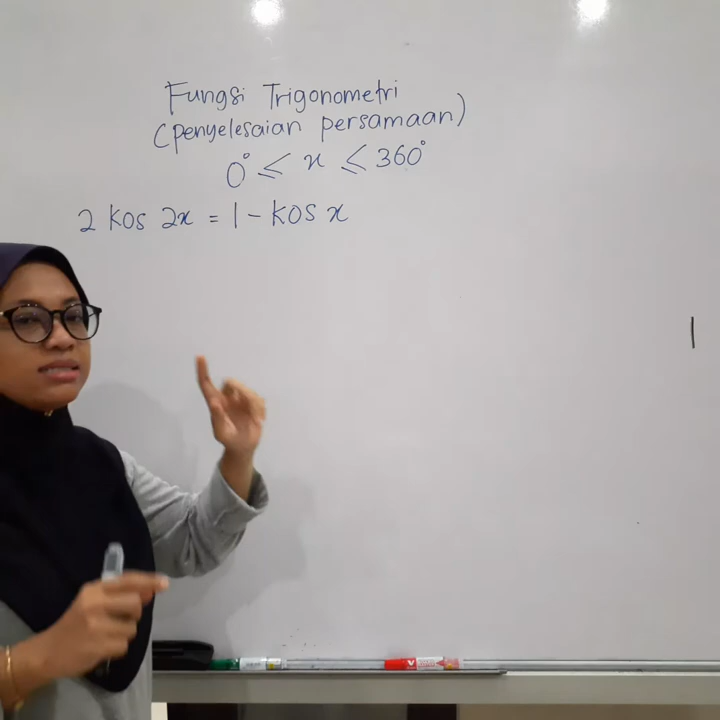 Fungsi Trigonometri
(penyelesaian persamaan)
0° ≤ x ≤ 360°
2 kos 2x = 1 - kos x